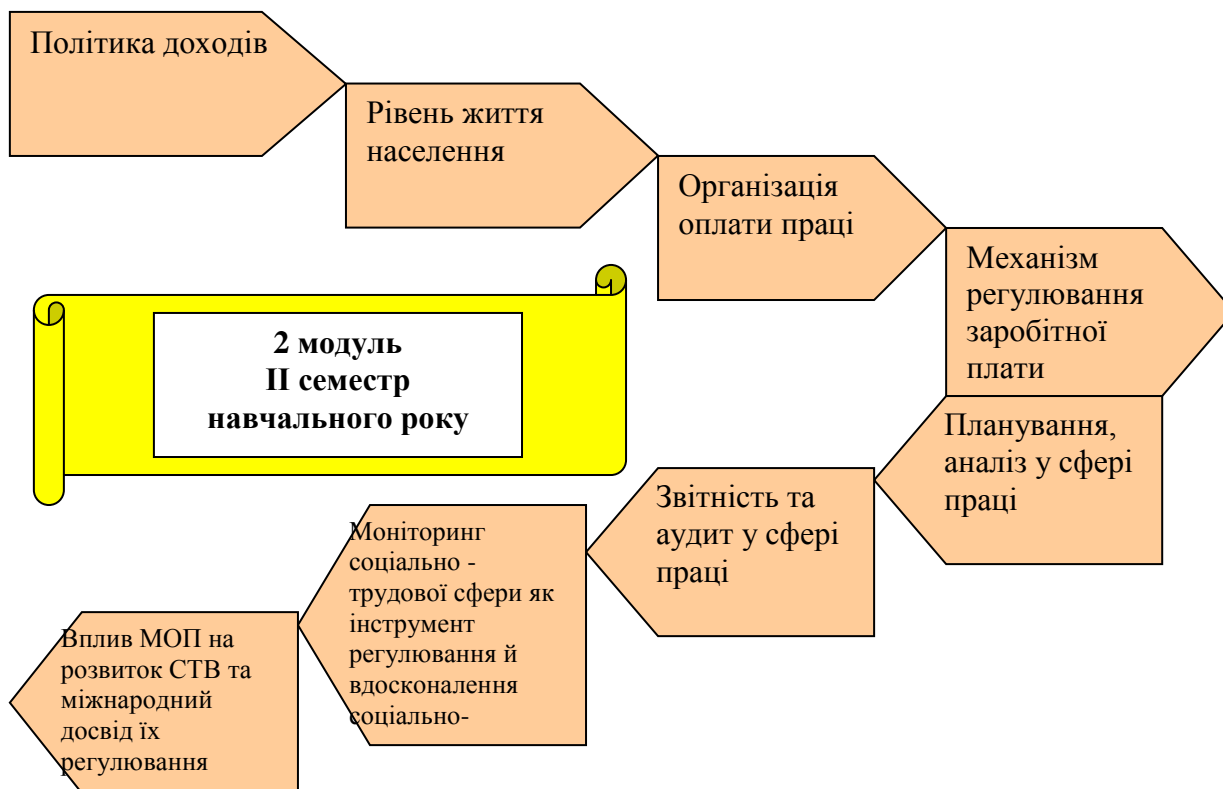 Політика доходів
Рівень життя
населення
Організація
оплати праці
Механізм
регулювання
заробітної
плати
2 модуль
ІІ семестр
навчального року
Планування,
аналіз у сфері
праці
Звітність та
аудит у сфері
праці
Моніторинг
соціально -
трудової сфери як
інструмент
регулювання й
вдосконалення
соціально-
Вплив МОП на
розвиток СТВ та
міжнародний
досвід їх
регулювання